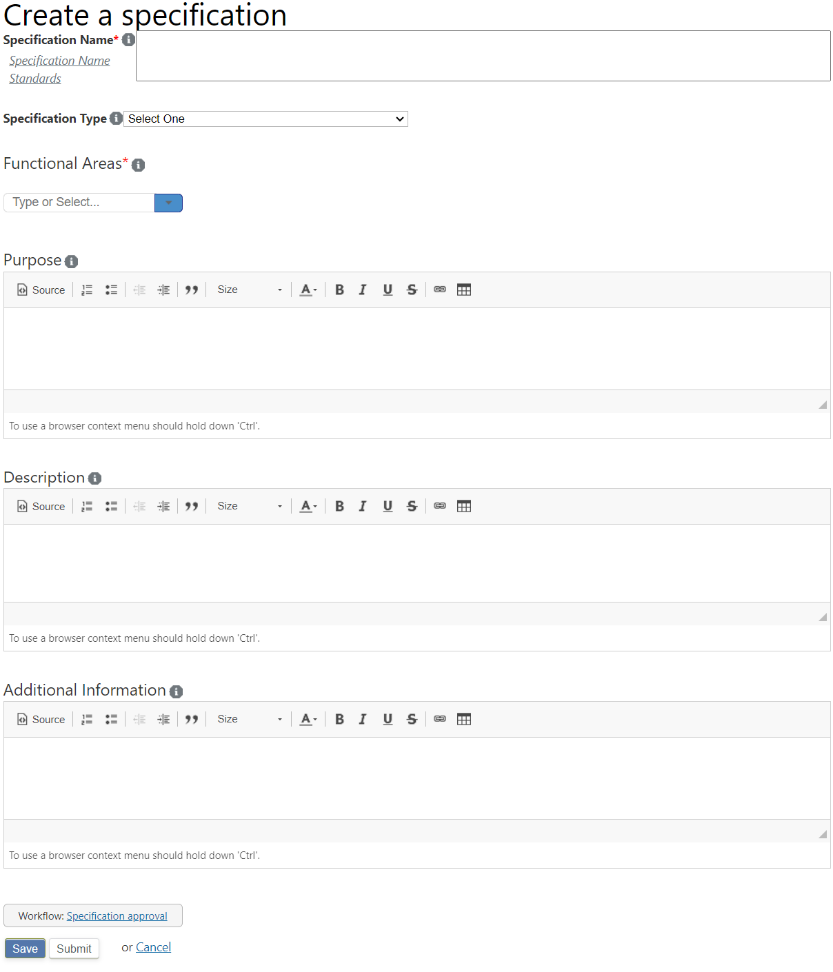 Create a specification
Specification Name*
Specification Name
Standards
Specification Type Select One
Functional Areas*
Type or Select...
Purpose
Source Size A B I U S
To use a browser context menu should hold down 'Ctrl'.
Description
Source Size A B I U S
To use a browser context menu should hold down 'Ctrl'.
Additional Information
Source Size A B I U S
To use a browser context menu should hold down 'Ctrl'.
Workflow: Specification approval
Save Submit or Cancel